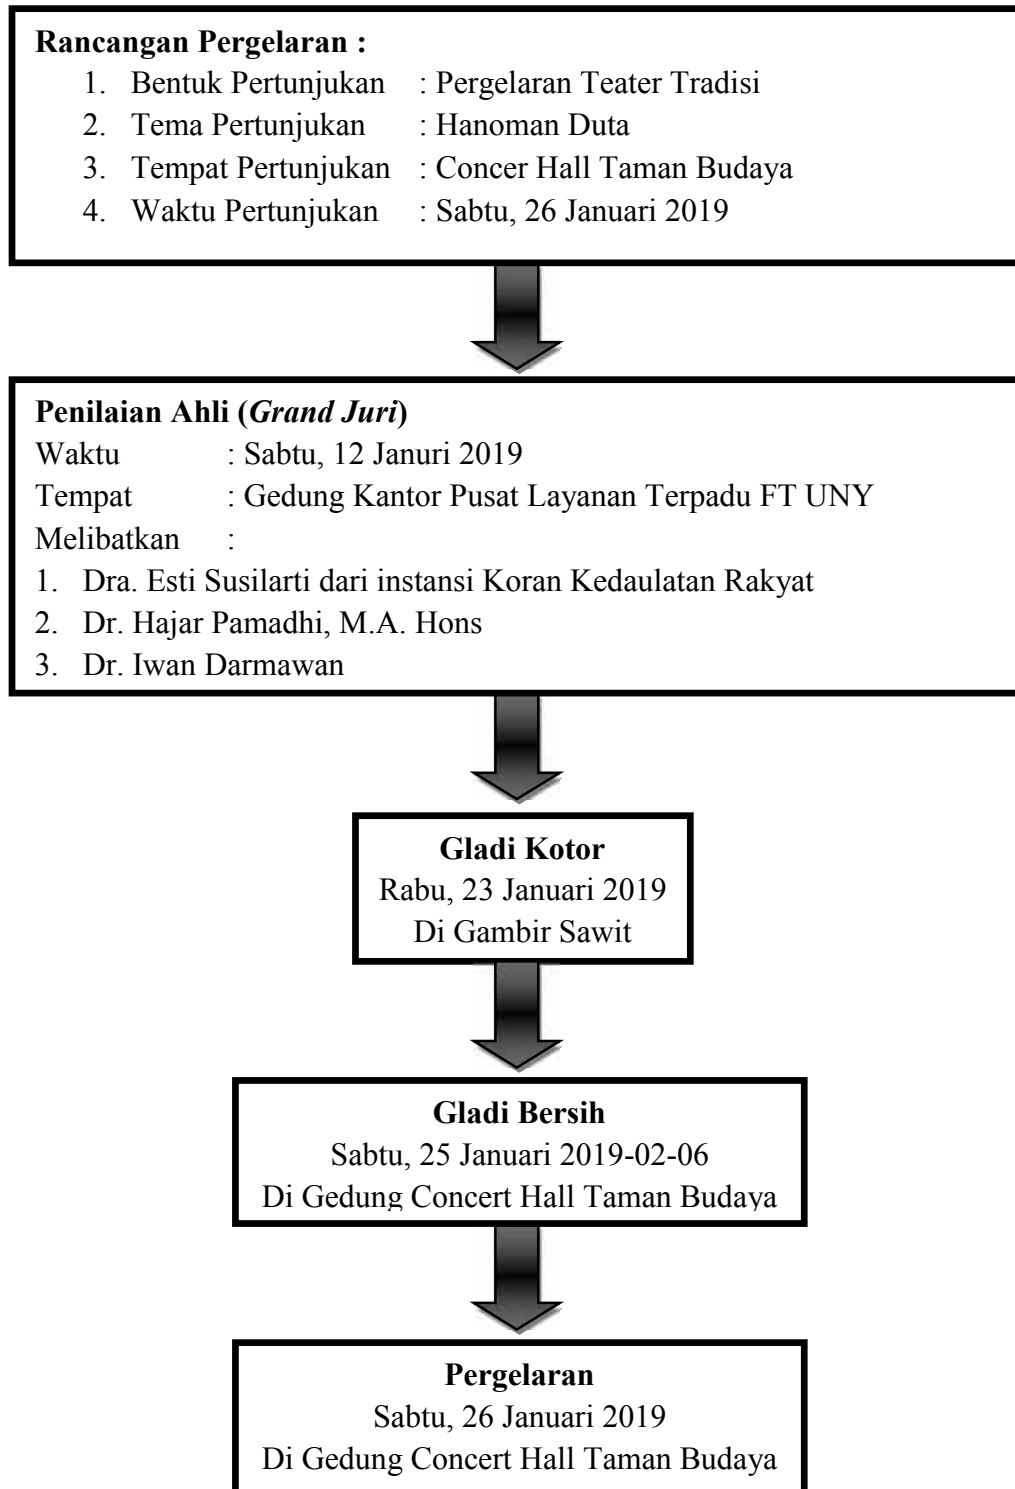 Rancangan Pergelaran :
1. Bentuk Pertunjukan : Pergelaran Teater Tradisi
2. Tema Pertunjukan : Hanoman Duta
3. Tempat Pertunjukan : Concer Hall Taman Budaya
4. Waktu Pertunjukan : Sabtu, 26 Januari 2019
Penilaian Ahli (Grand Juri)
Waktu : Sabtu, 12 Januri 2019
Tempat : Gedung Kantor Pusat Layanan Terpadu FT UNY
Melibatkan :
1. Dra. Esti Susilarti dari instansi Koran Kedaulatan Rakyat
2. Dr. Hajar Pamadhi, M.A. Hons
3. Dr. Iwan Darmawan
Gladi Kotor
Rabu, 23 Januari 2019
Di Gambir Sawit
Gladi Bersih
Sabtu, 25 Januari 2019-02-06
Di Gedung Concert Hall Taman Budaya
Pergelaran
Sabtu, 26 Januari 2019
Di Gedung Concert Hall Taman Budaya